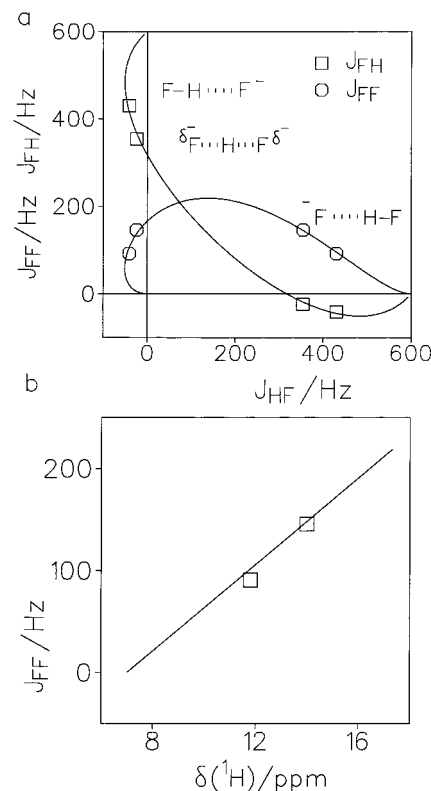 a
600
400
200
0
J_FF/Hz J_FH/Hz
F-H····F⁻
δ⁻F···H···Fδ⁻
⁻F····H-F
□ J_FH
○ J_FF
0 200 400 600
J_HF/Hz
b
200
100
0
J_FF/Hz
8 12 16
δ(¹H)/ppm